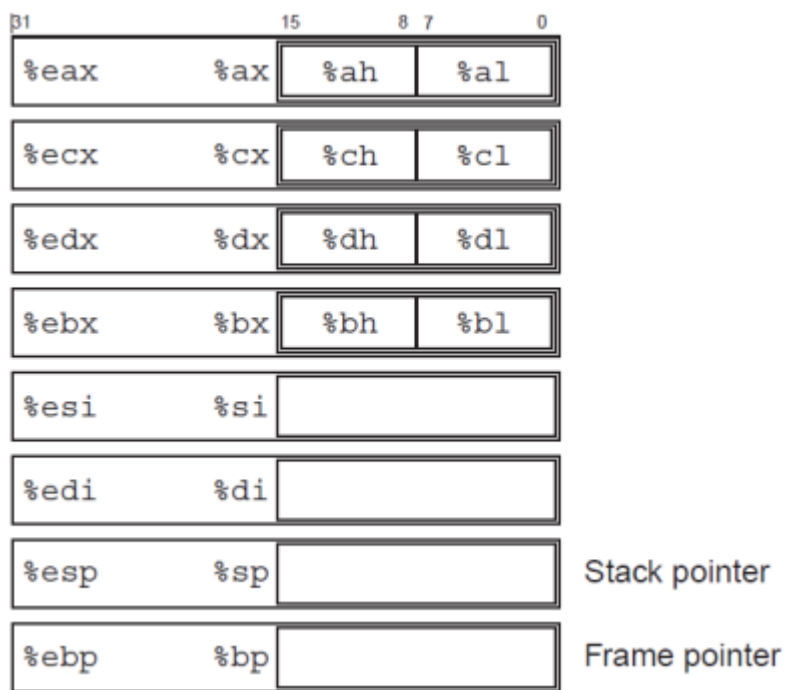 31 15 8 7 0
%eax %ax %ah %al
%ecx %cx %ch %cl
%edx %dx %dh %dl
%ebx %bx %bh %bl
%esi %si
%edi %di
%esp %sp Stack pointer
%ebp %bp Frame pointer